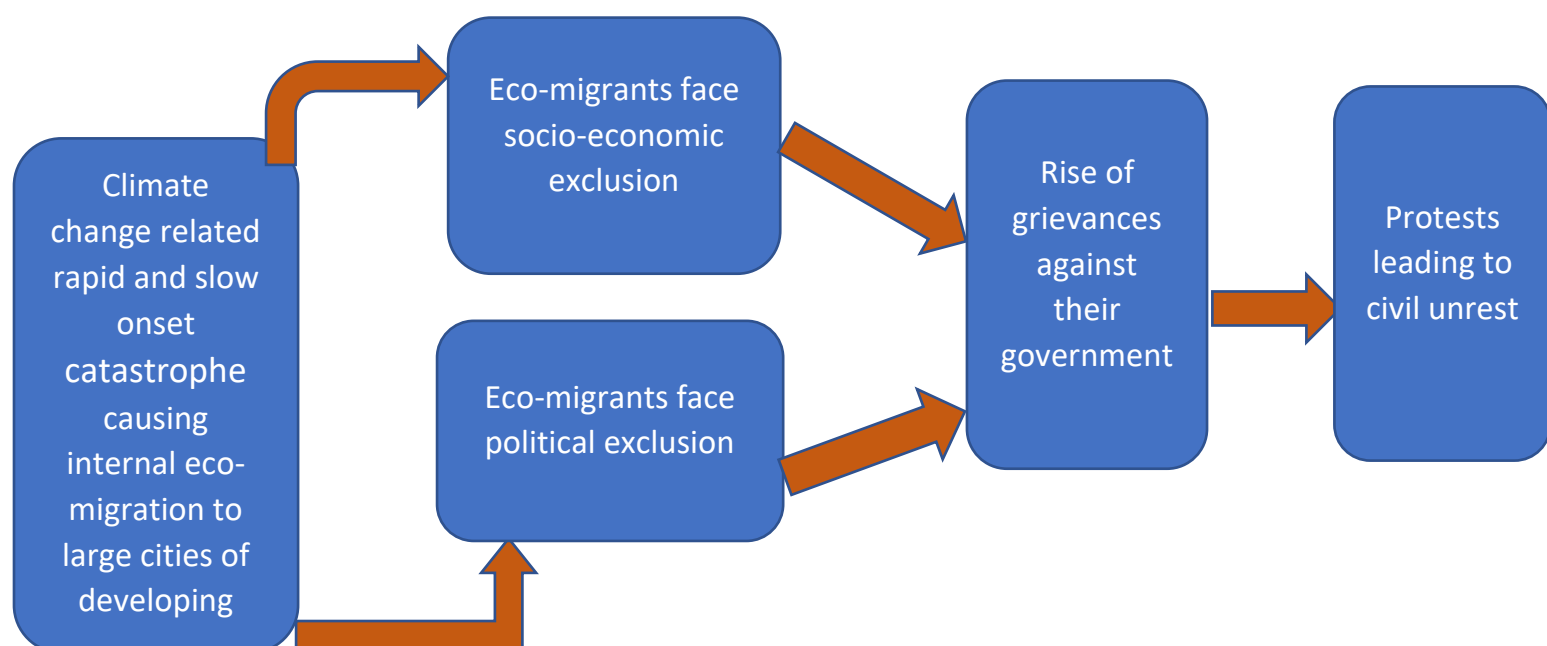 Climate
change related
rapid and slow
onset
catastrophe
causing
internal eco-
migration to
large cities of
developing
Eco-migrants face
socio-economic
exclusion
Eco-migrants face
political exclusion
Rise of
grievances
against
their
government
Protests
leading to
civil unrest